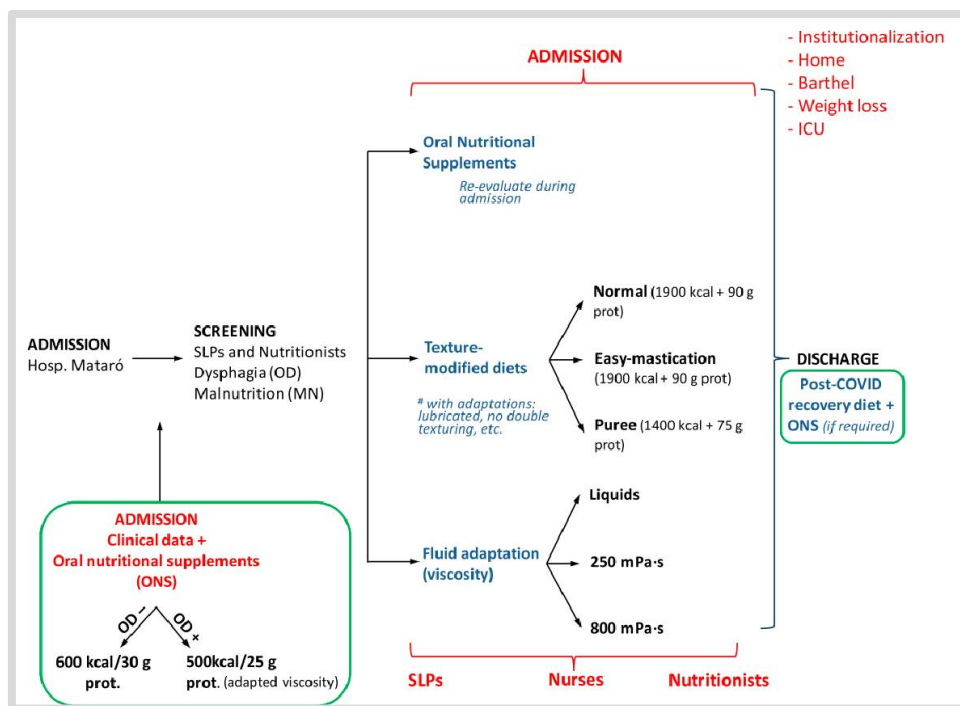 ADMISSION
- Institutionalization
- Home
- Barthel
- Weight loss
- ICU
Oral Nutritional
Supplements
Re-evaluate during
admission
ADMISSION
Hosp. Mataró
SCREENING
SLPs and Nutritionists
Dysphagia (OD)
Malnutrition (MN)
Texture-
modified diets
# with adaptations:
lubricated, no double
texturing, etc.
Normal (1900 kcal + 90 g
prot)
Easy-mastication
(1900 kcal + 90 g prot)
Puree (1400 kcal + 75 g
prot)
DISCHARGE
Post-COVID
recovery diet +
ONS (if required)
ADMISSION
Clinical data +
Oral nutritional supplements
(ONS)
OD –
OD +
600 kcal/30 g
prot.
500kcal/25 g
prot. (adapted viscosity)
Fluid adaptation
(viscosity)
Liquids
250 mPa·s
800 mPa·s
SLPs
Nurses
Nutritionists